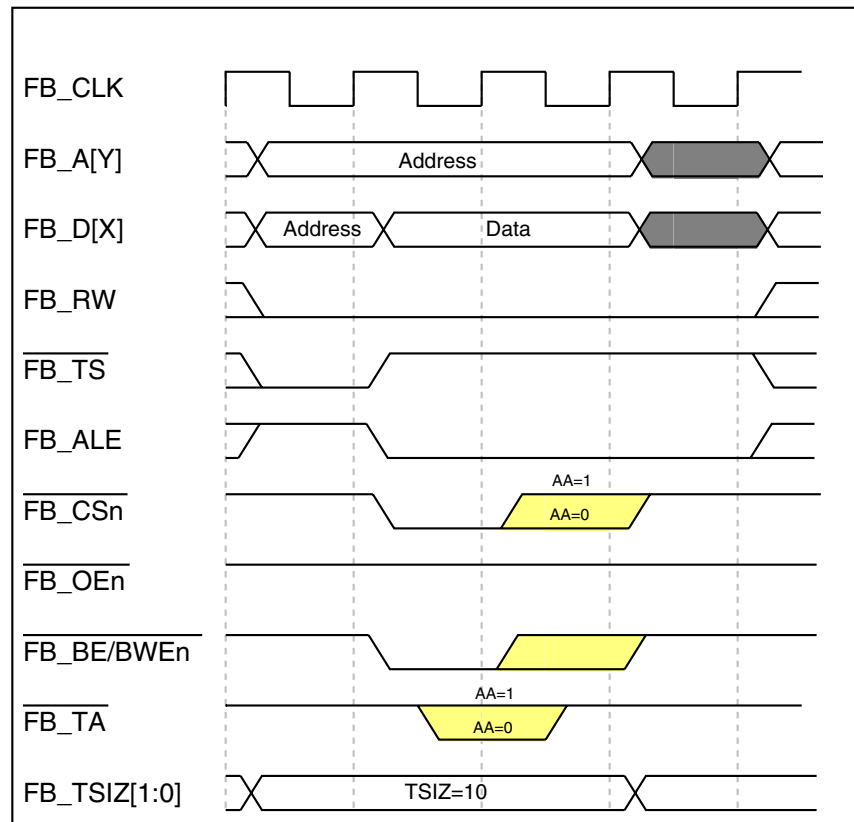 FB_CLK
FB_A[Y]
Address
FB_D[X]
Address
Data
FB_RW
FB_TS
FB_ALE
AA=1
FB_CSn
AA=0
FB_OEn
FB_BE/BWEn
AA=1
FB_TA
AA=0
FB_TSIZ[1:0]
TSIZ=10